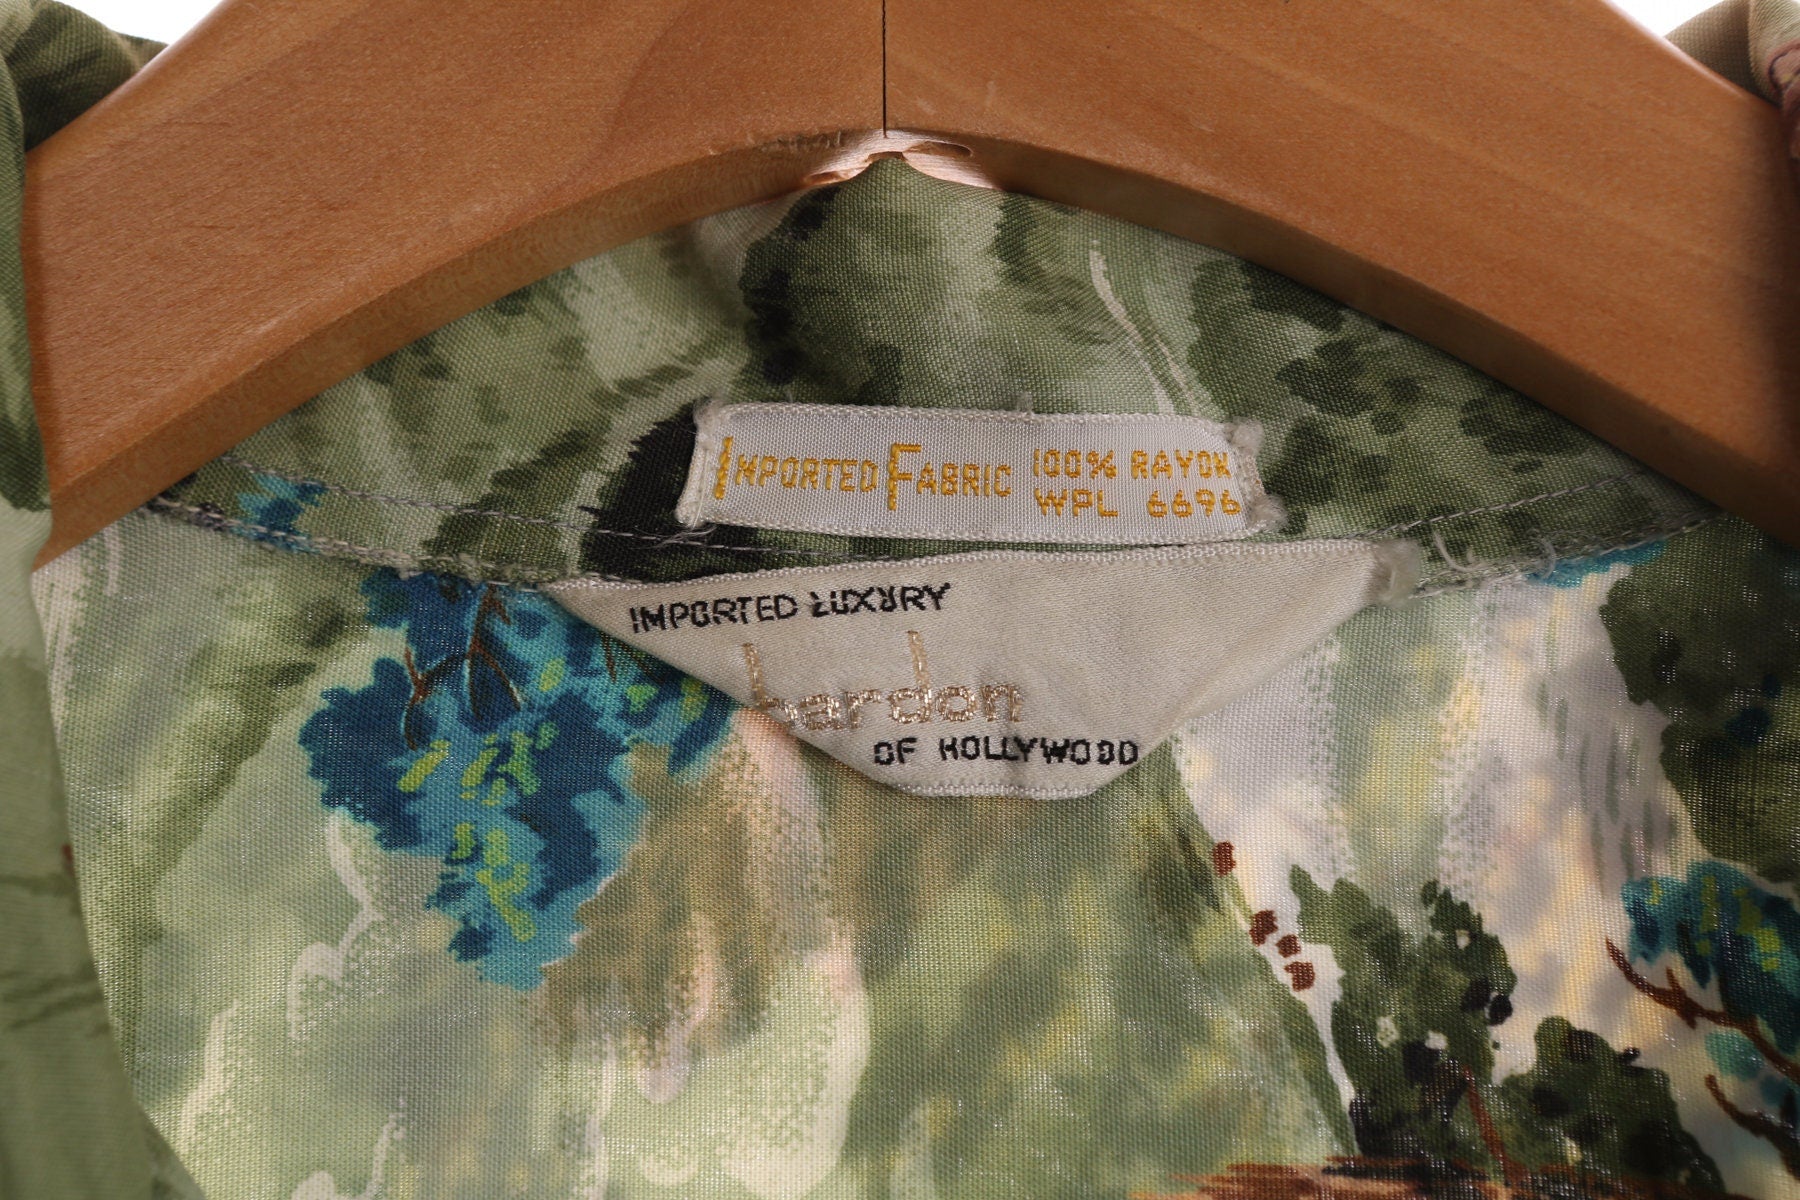 IMPORTED FABRIC 100% RAYON
WPL 6696
IMPORTED LUXURY
bardon
OF HOLLYWOOD